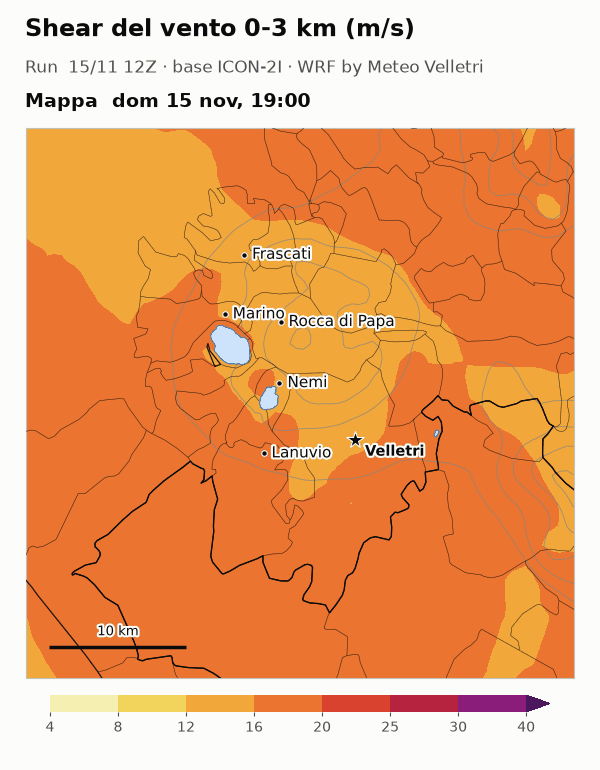 Shear del vento 0-3 km (m/s)
Run  15/11 12Z · base ICON-2I · WRF by Meteo Velletri
Mappa  dom 15 nov, 19:00
Frascati
Marino
Rocca di Papa
Nemi
Velletri
Lanuvio
10 km
4 8 12 16 20 25 30 40